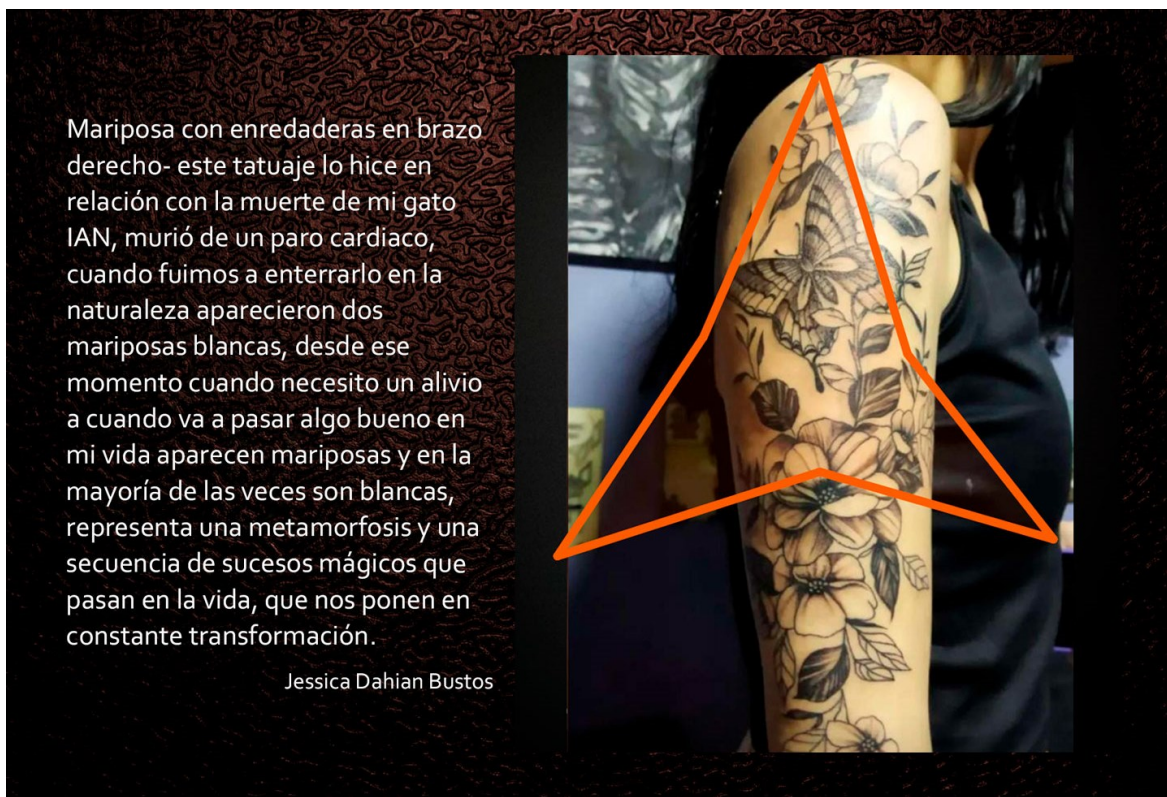 Mariposa con enredaderas en brazo
derecho- este tatuaje lo hice en
relación con la muerte de mi gato
IAN, murió de un paro cardiaco,
cuando fuimos a enterrarlo en la
naturaleza aparecieron dos
mariposas blancas, desde ese
momento cuando necesito un alivio
a cuando va a pasar algo bueno en
mi vida aparecen mariposas y en la
mayoría de las veces son blancas,
representa una metamorfosis y una
secuencia de sucesos mágicos que
pasan en la vida, que nos ponen en
constante transformación.
Jessica Dahian Bustos